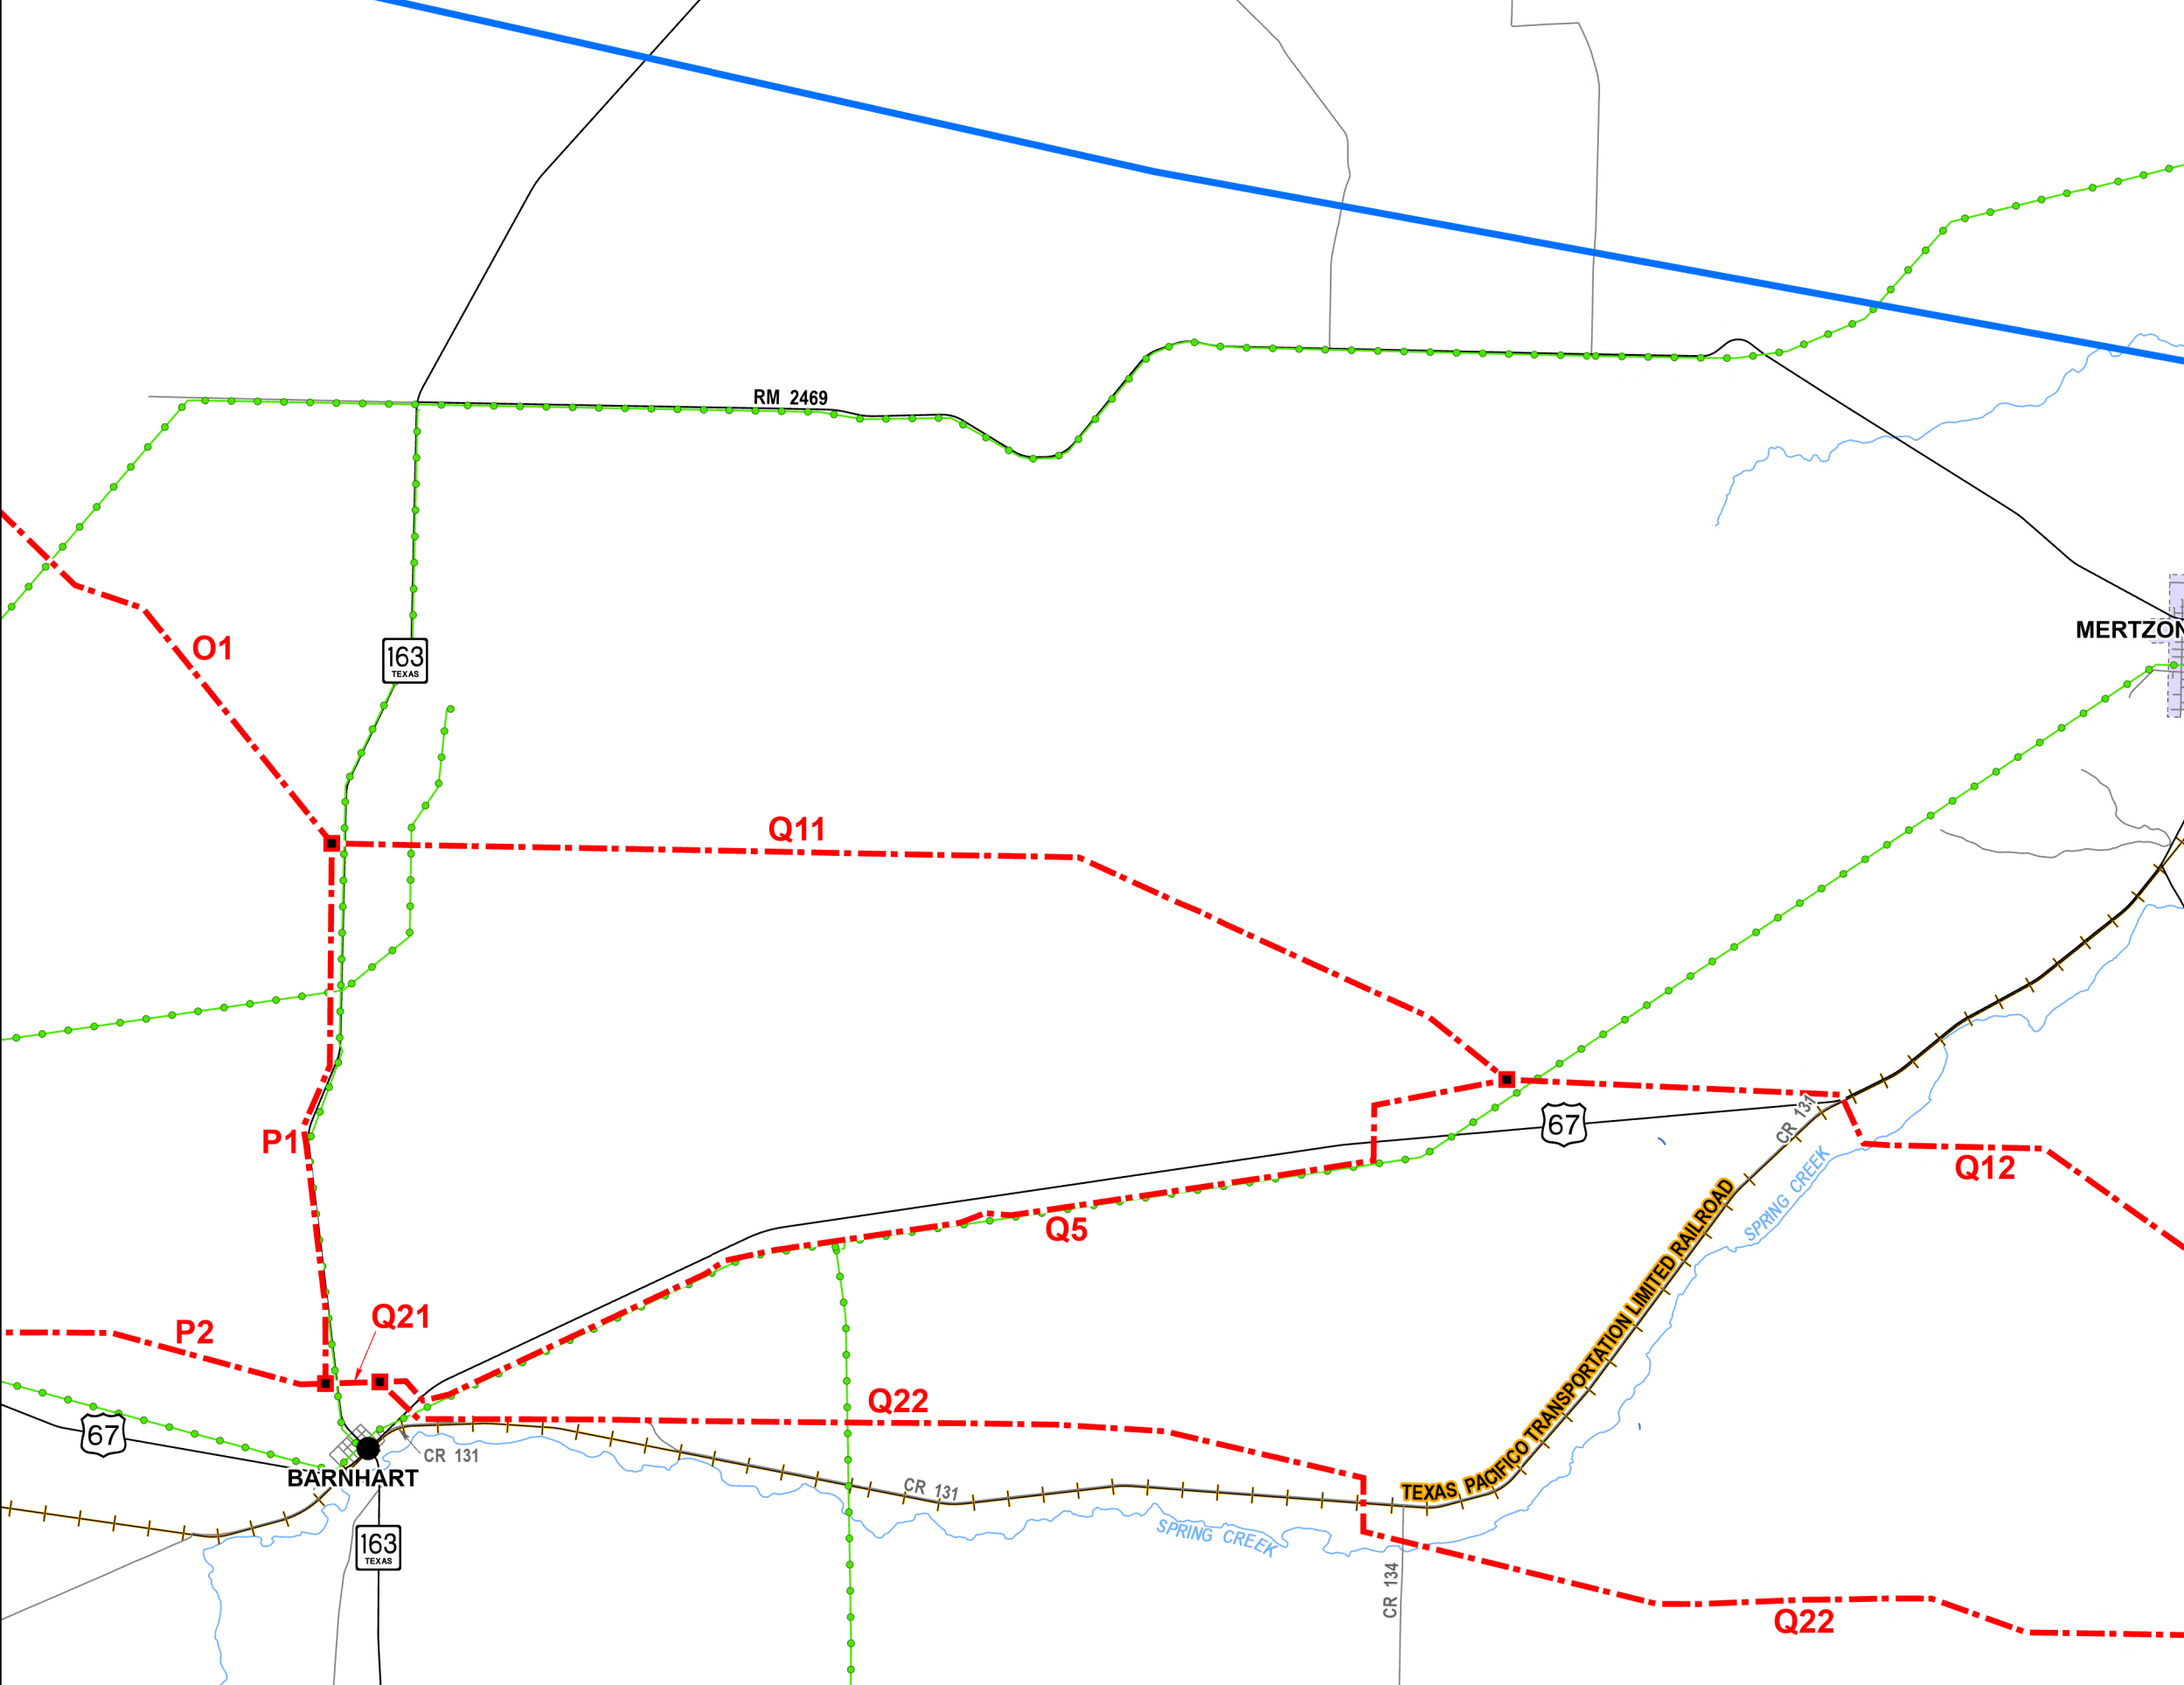 RM 2469
MERTZON
O1
163
TEXAS
Q11
67
CR 131
P1
Q12
SPRING CREEK
Q5
TEXAS PACIFICO TRANSPORTATION LIMITED RAILROAD
Q21
P2
Q22
67
CR 131
BARNHART
CR 131
SPRING CREEK
163
TEXAS
CR 134
Q22